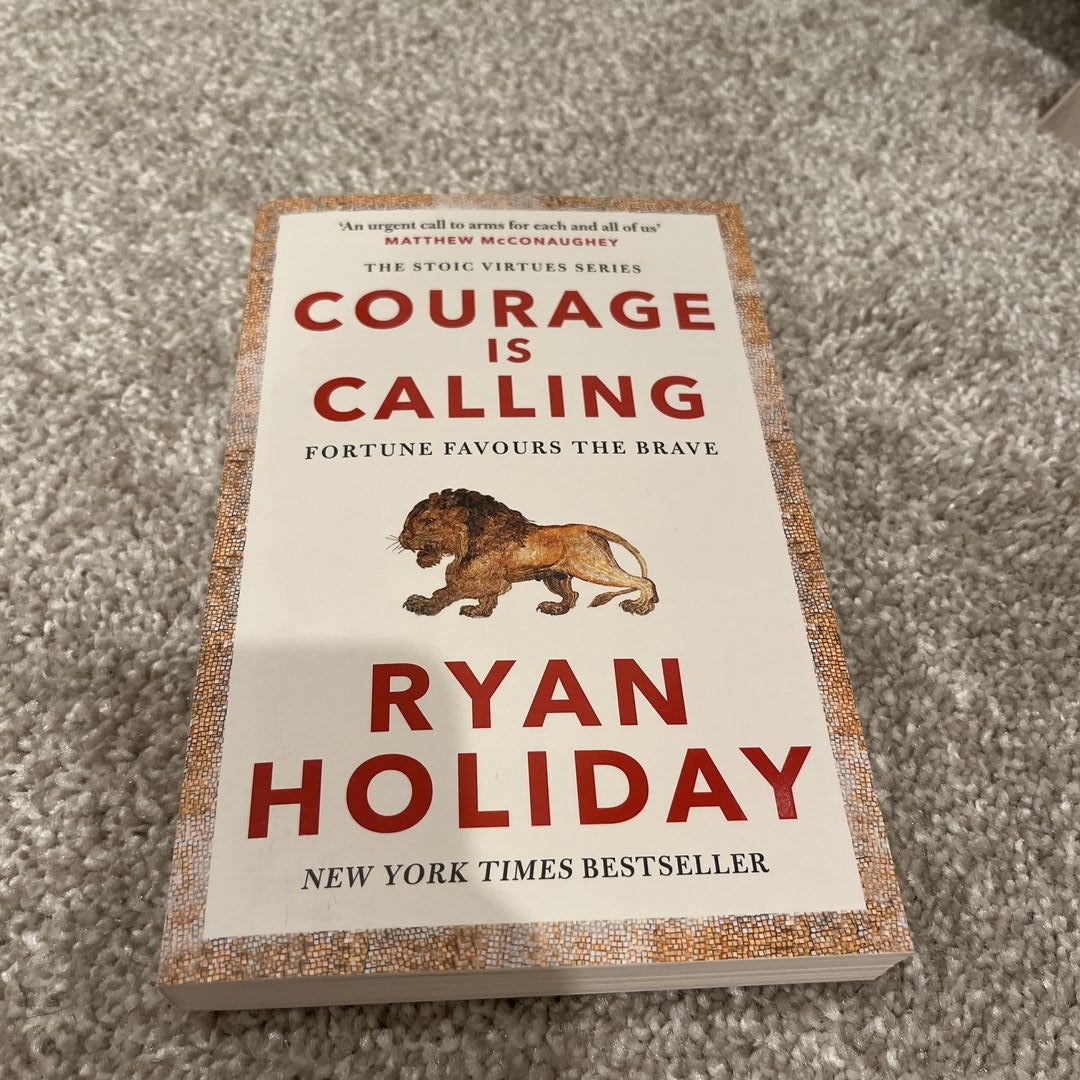 ‘An urgent call to arms for each and all of us’
MATTHEW McCONAUGHEY
THE STOIC VIRTUES SERIES
COURAGE
IS
CALLING
FORTUNE FAVOURS THE BRAVE
RYAN
HOLIDAY
NEW YORK TIMES BESTSELLER